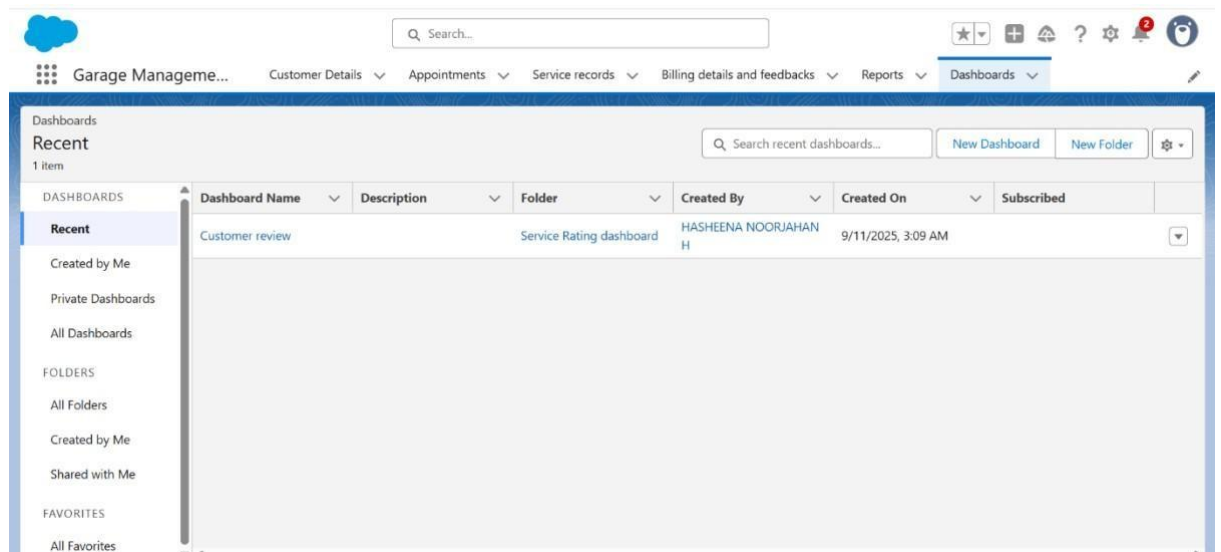 Search...
2
Garage Manageme...
Customer Details
Appointments
Service records
Billing details and feedbacks
Reports
Dashboards
Dashboards
Recent
1 item
Search recent dashboards...
New Dashboard
New Folder
DASHBOARDS
Recent
Created by Me
Private Dashboards
All Dashboards
FOLDERS
All Folders
Created by Me
Shared with Me
FAVORITES
All Favorites
Dashboard Name
Description
Folder
Created By
Created On
Subscribed
Customer review
Service Rating dashboard
HASHEENA NOORJAHAN
H
9/11/2025, 3:09 AM